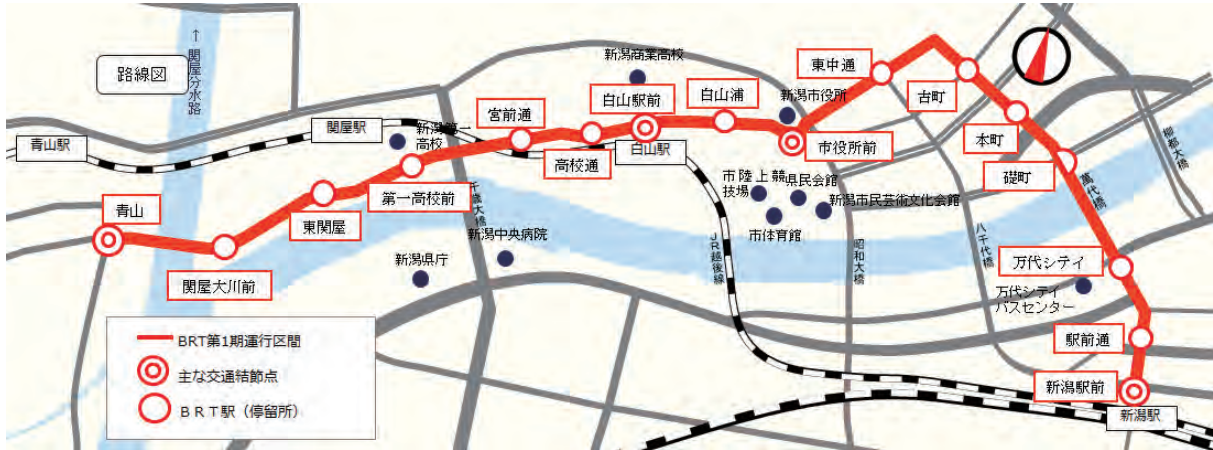 路線図
↑関屋分水路
青山駅
関屋駅
新潟第一
高校
新潟商業高校
宮前通
白山駅前
白山浦
新潟市役所
東中通
古町
本町
礎町
柳都大橋
萬代橋
青山
関屋大川前
東関屋
第一高校前
高校通
白山駅
市役所前
市陸上競
技場
県民会館
新潟市民芸術文化会館
市体育館
千歳大橋
新潟中央病院
新潟県庁
JR越後線
昭和大橋
八千代橋
万代シテイ
万代シテイ
バスセンター
駅前通
新潟駅前
新潟駅
BRT第1期運行区間
主な交通結節点
ＢＲＴ駅（停留所）